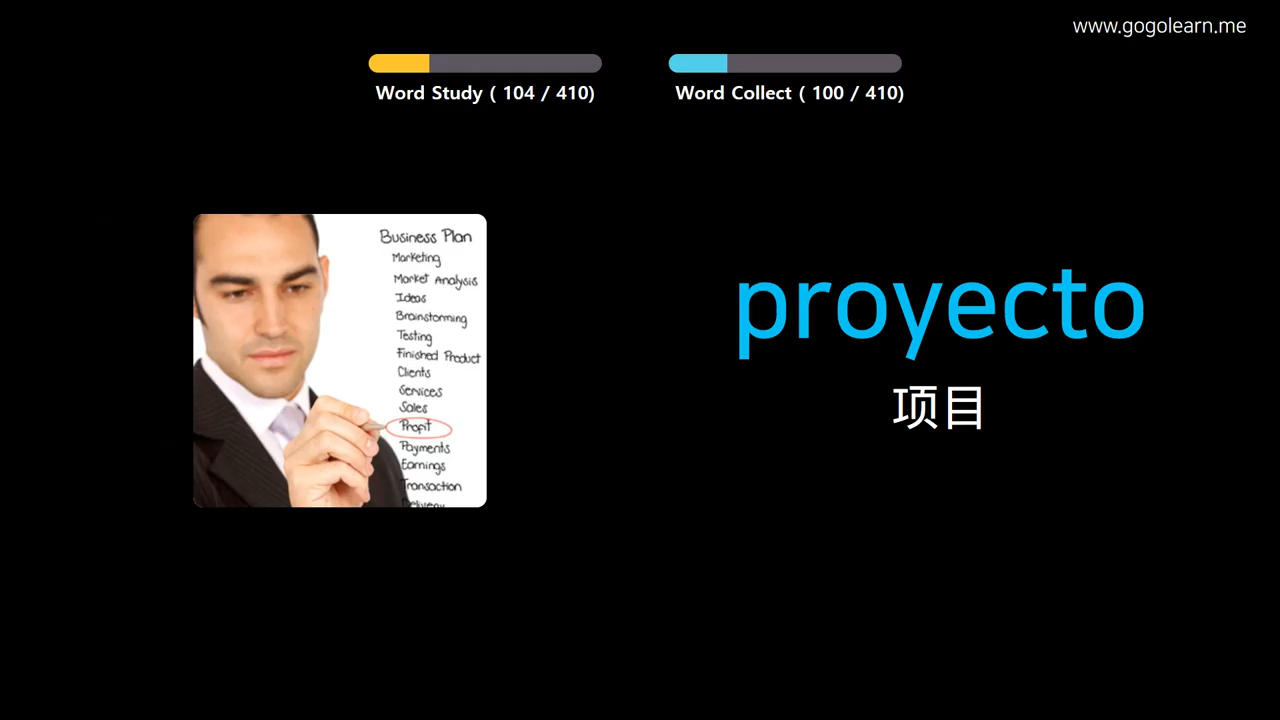 www.gogolearn.me
Word Study ( 104 / 410)
Word Collect ( 100 / 410)
Business Plan
Marketing
Market Analysis
Ideas
Brainstorming
Testing
Finished Product
Clients
Services
Sales
Profit
Payments
Earnings
Transaction
Delivery
proyecto
项目